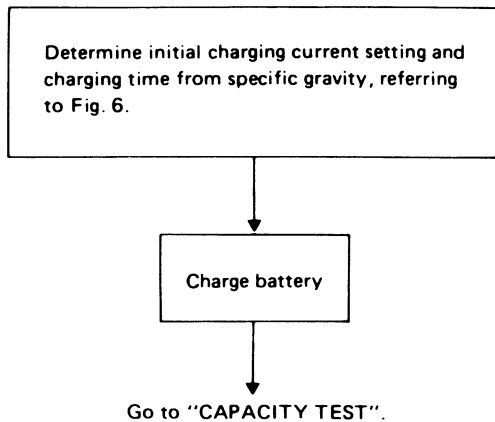 Determine initial charging current setting and
charging time from specific gravity, referring
to Fig. 6.
Charge battery
Go to "CAPACITY TEST".